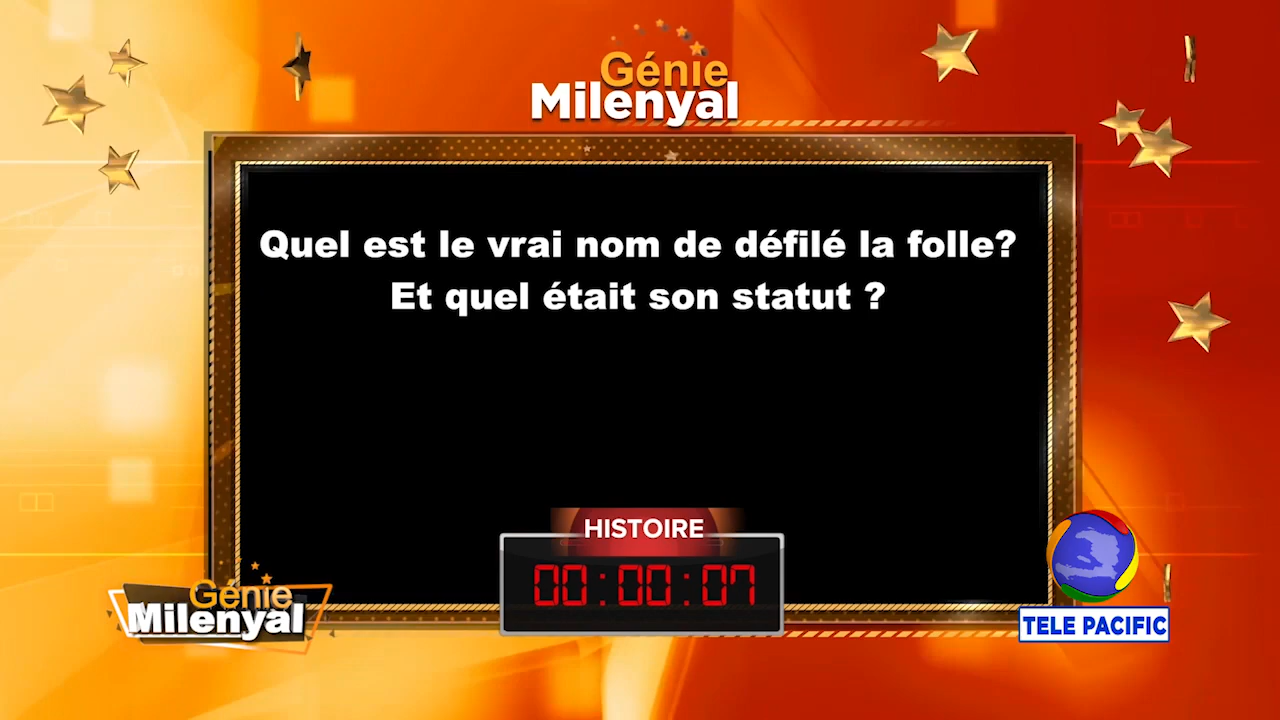 Génie
Milenyal
Quel est le vrai nom de défilé la folle?
Et quel était son statut ?
HISTOIRE
00:00:07
Génie
Milenyal
TELE PACIFIC